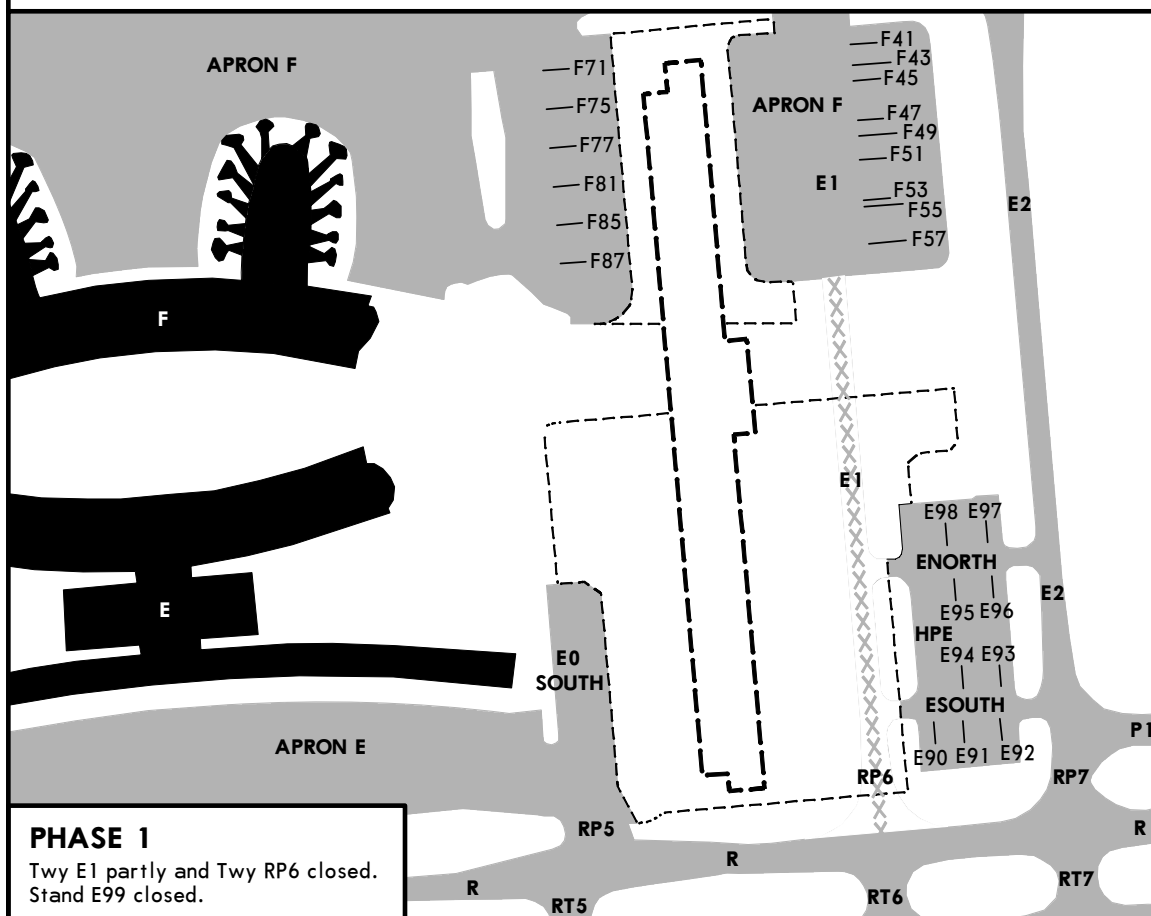 APRON F
F71
F75
F77
F81
F85
F87
F41
F43
F45
APRON F
F47
F49
F51
E1
F53
F55
F57
E2
F
E1
E98 E97
ENORTH
E95 E96
E2
HPE
E94 E93
ESOUTH
E90 E91 E92
E
E0
SOUTH
APRON E
P1
RP6
RP7
RP5
R
R
R
RT5
RT6
RT7
PHASE 1
Twy E1 partly and Twy RP6 closed.
Stand E99 closed.